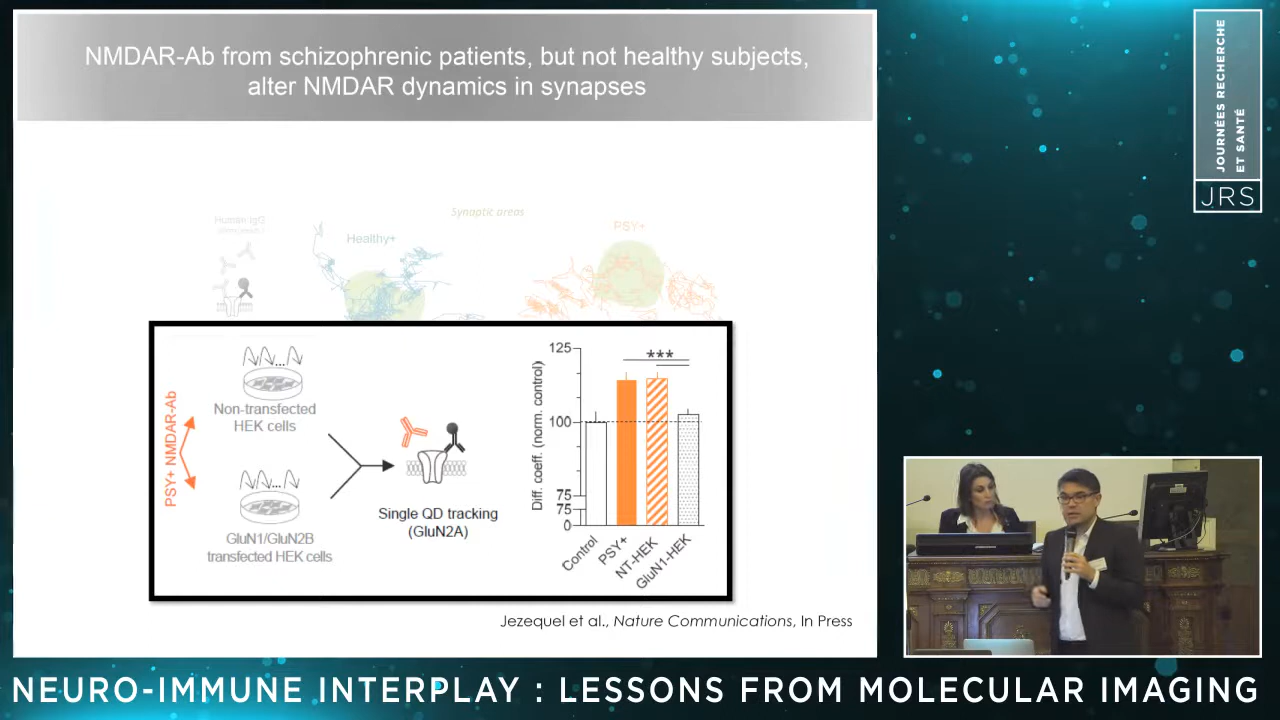 NMDAR-Ab from schizophrenic patients, but not healthy subjects,
alter NMDAR dynamics in synapses
Human IgG
Synaptic areas
Healthy+
PSY+
PSY+ NMDAR-Ab
Non-transfected
HEK cells
GluN1/GluN2B
transfected HEK cells
Single QD tracking
(GluN2A)
Diff. coeff. (norm. control)
125
100
75
75
0
***
Control
PSY+
NT-HEK
GluN1-HEK
Jezequel et al., Nature Communications, In Press
JOURNÉES RECHERCHE
ET SANTÉ
JRS
NEURO-IMMUNE INTERPLAY : LESSONS FROM MOLECULAR IMAGING